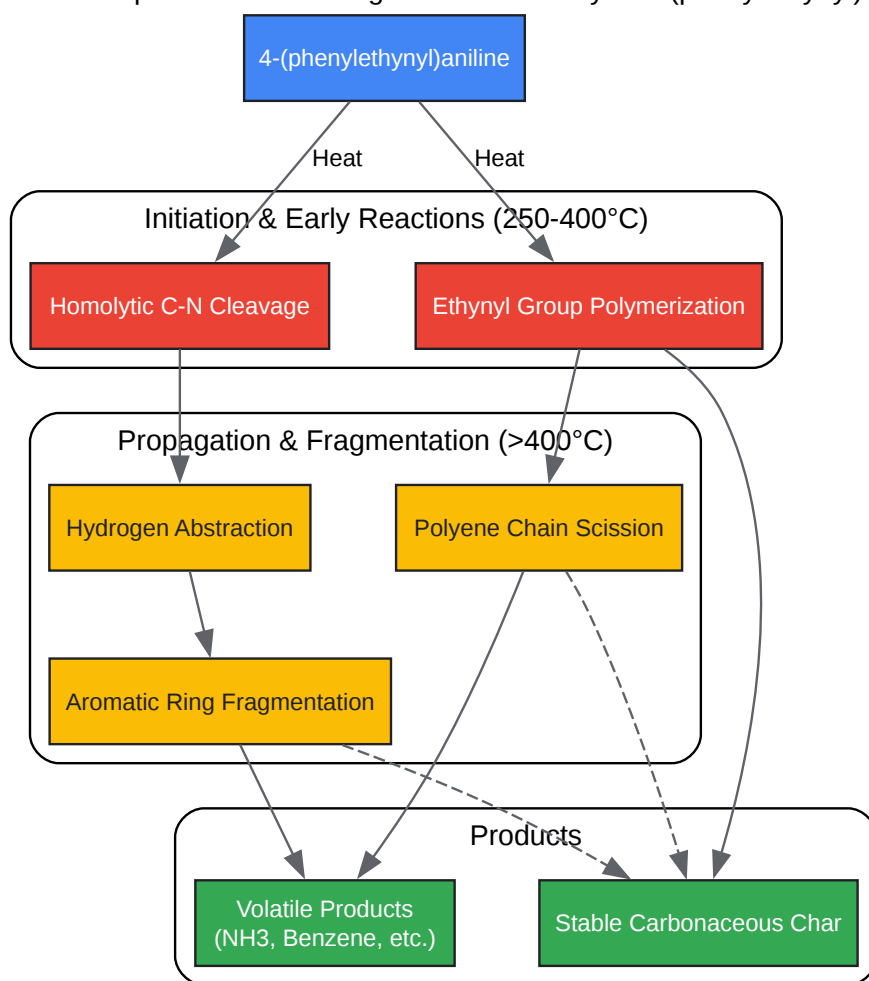 4-(phenylethynyl)aniline
Heat
Heat
Initiation & Early Reactions (250-400°C)
Homolytic C-N Cleavage
Ethynyl Group Polymerization
Propagation & Fragmentation (>400°C)
Hydrogen Abstraction
Polyene Chain Scission
Aromatic Ring Fragmentation
Products
Volatile Products
(NH3, Benzene, etc.)
Stable Carbonaceous Char